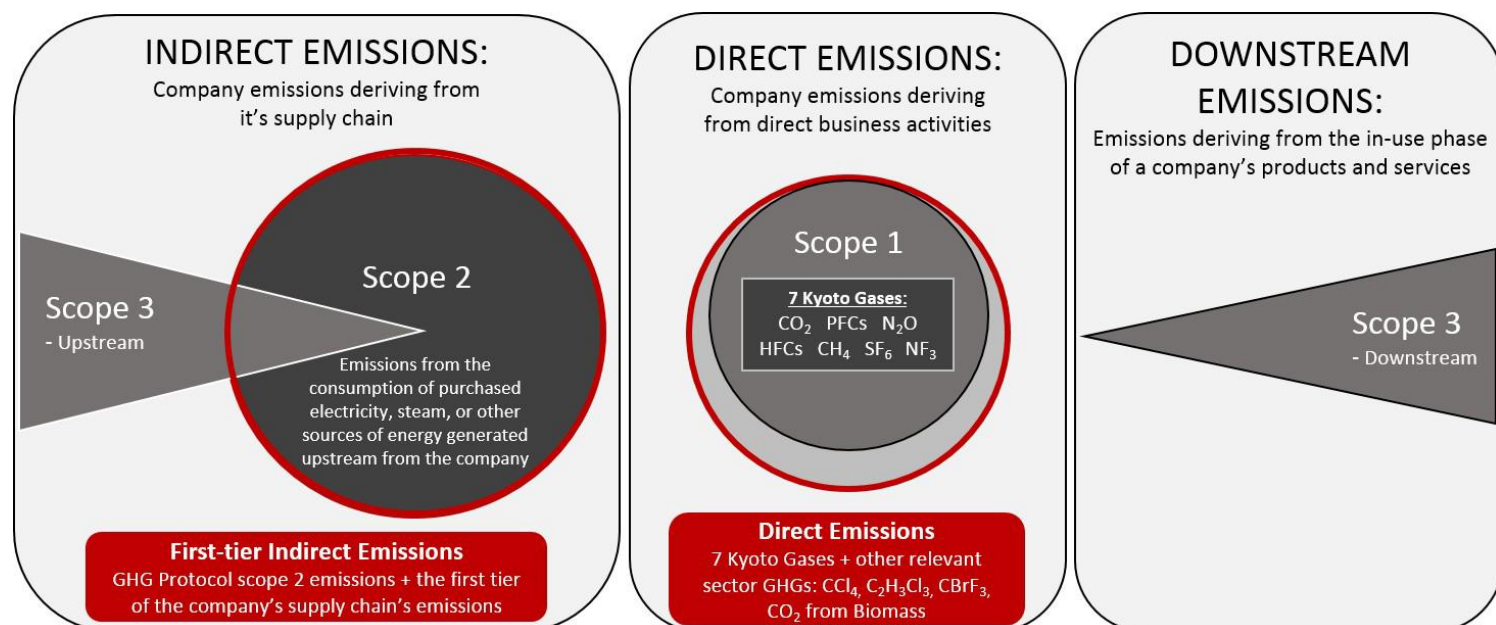 INDIRECT EMISSIONS:
Company emissions deriving from
it's supply chain
Scope 3
- Upstream
Scope 2
Emissions from the
consumption of purchased
electricity, steam, or other
sources of energy generated
upstream from the company
First-tier Indirect Emissions
GHG Protocol scope 2 emissions + the first tier
of the company's supply chain's emissions
DIRECT EMISSIONS:
Company emissions deriving
from direct business activities
Scope 1
7 Kyoto Gases:
CO₂ PFCs N₂O
HFCs CH₄ SF₆ NF₃
Direct Emissions
7 Kyoto Gases + other relevant
sector GHGs: CCl₄, C₂H₃Cl₃, CBrF₃,
CO₂ from Biomass
DOWNSTREAM
EMISSIONS:
Emissions deriving from the in-use phase
of a company's products and services
Scope 3
- Downstream